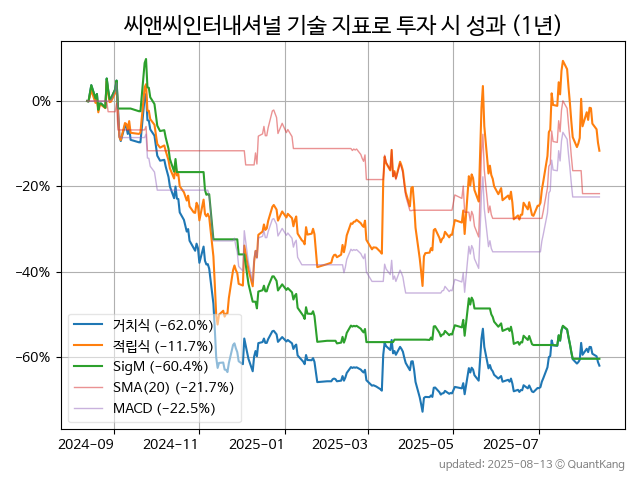 씨앤씨인터내셔널 기술 지표로 투자 시 성과 (1년)
0%
−20%
−40%
−60%
거치식 (−62.0%)
적립식 (−11.7%)
SigM (−60.4%)
SMA(20) (−21.7%)
MACD (−22.5%)
2024-09 2024-11 2025-01 2025-03 2025-05 2025-07
updated: 2025-08-13 ⓒ QuantKang